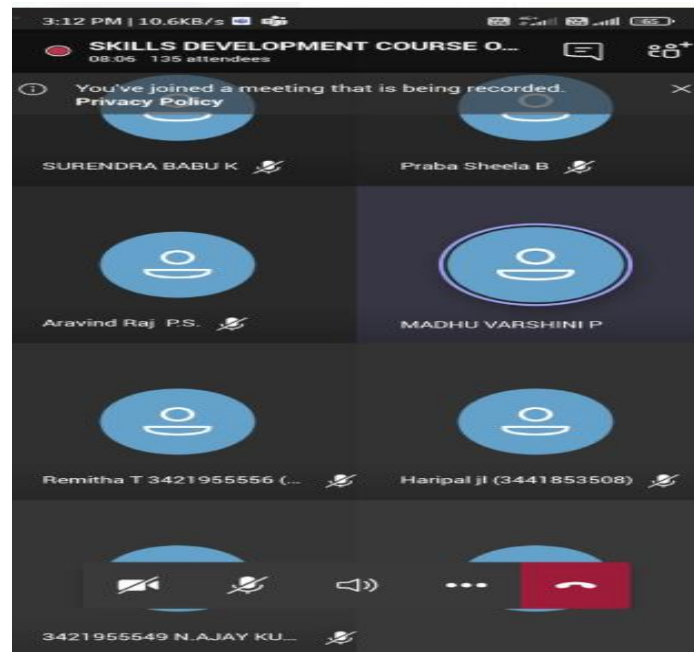 3:12 PM | 10.6KB/s
65
SKILLS DEVELOPMENT COURSE O...
08:06 135 attendees
You've joined a meeting that is being recorded.
Privacy Policy
SURENDRA BABU K
Praba Sheela B
Aravind Raj P.S.
MADHU VARSHINI P
Remitha T 3421955556 (...
Haripal jl (3441853508)
3421955549 N.AJAY KU...